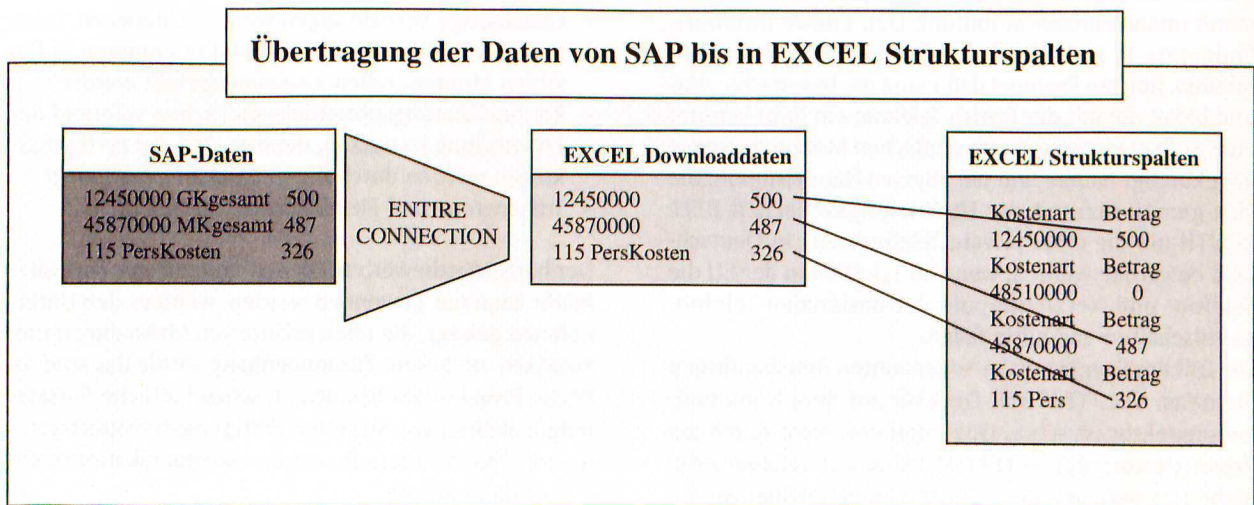 Übertragung der Daten von SAP bis in EXCEL Strukturspalten
SAP-Daten
12450000 GKgesamt 500
45870000 MKgesamt 487
115 PersKosten 326
ENTIRE
CONNECTION
EXCEL Downloaddaten
12450000 500
45870000 487
115 PersKosten 326
EXCEL Strukturspalten
Kostenart Betrag
12450000 500
Kostenart Betrag
48510000 0
Kostenart Betrag
45870000 487
Kostenart Betrag
115 Pers 326